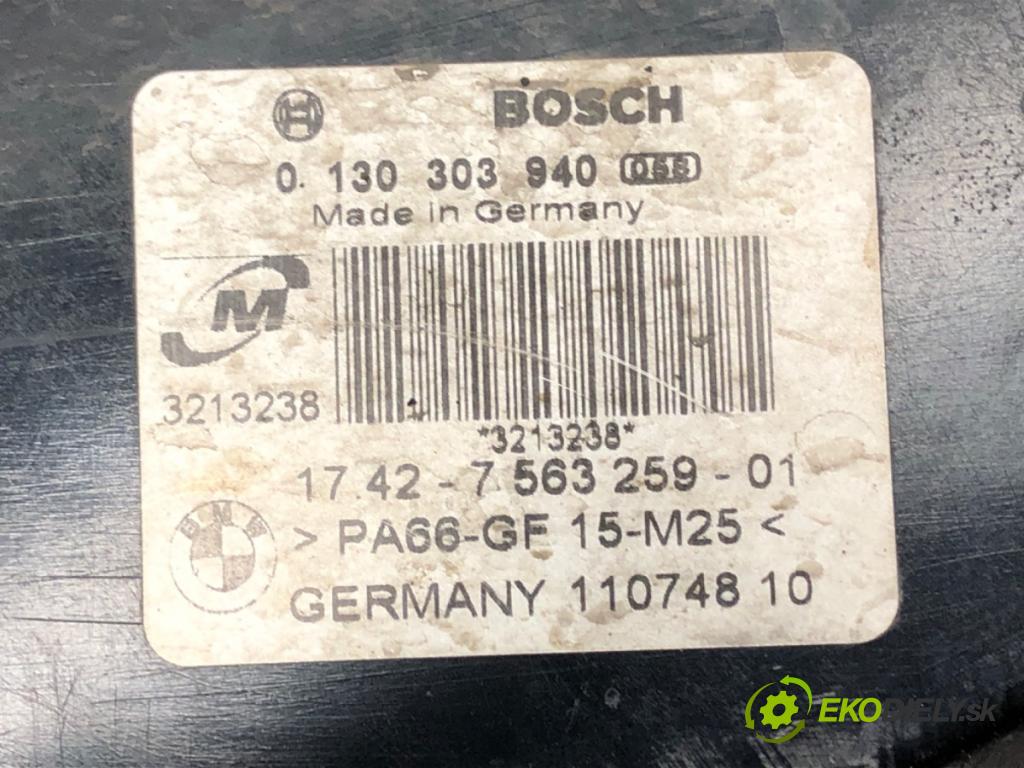 BOSCH
0 130 303 940
Made in Germany
M
3213238
*3213238*
17.42 - 7 563 259 - 01
BMW
> PA66-GF 15-M25 <
GERMANY 110748 10
EKODIELY.sk